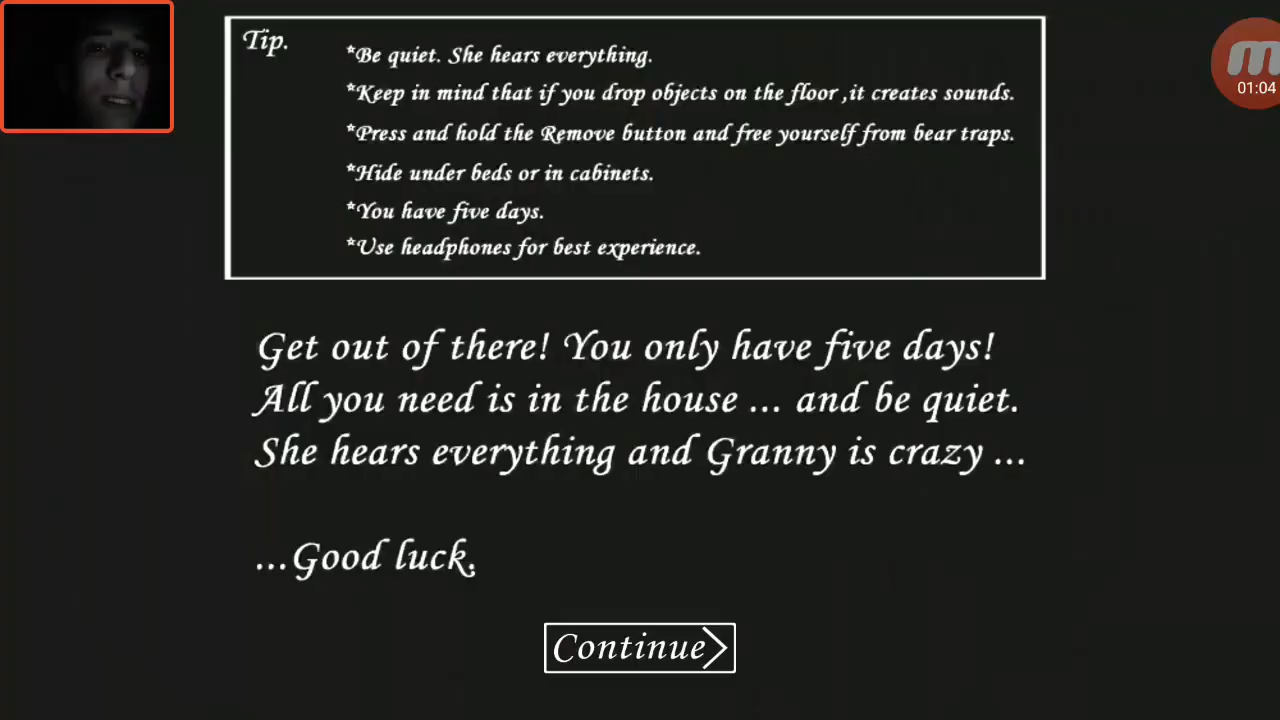 Tip.
*Be quiet. She hears everything.
*Keep in mind that if you drop objects on the floor ,it creates sounds.
*Press and hold the Remove button and free yourself from bear traps.
*Hide under beds or in cabinets.
*You have five days.
*Use headphones for best experience.
01:04
Get out of there! You only have five days!
All you need is in the house ... and be quiet.
She hears everything and Granny is crazy ...
...Good luck.
Continue